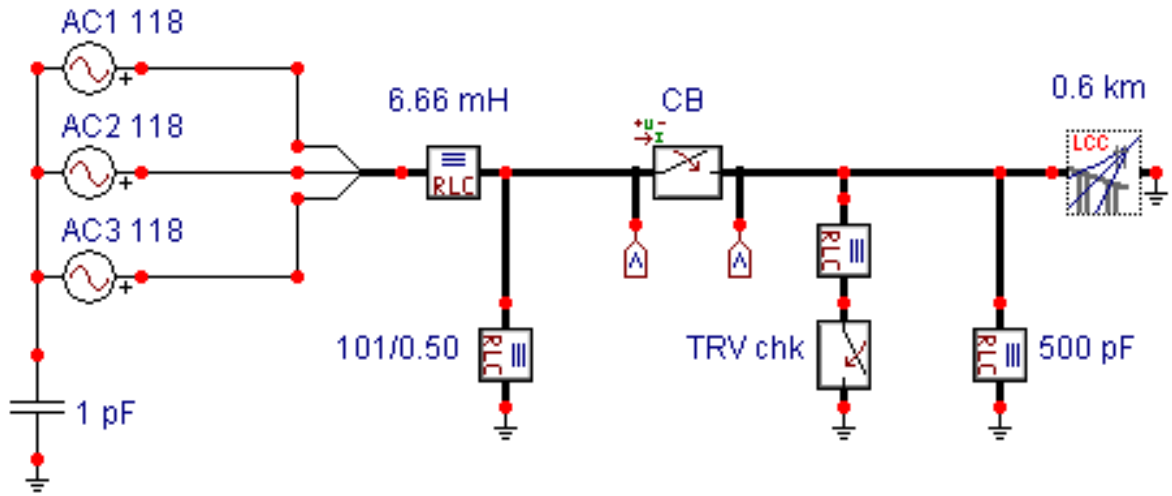 AC1 118
AC2 118
AC3 118
1 pF
6.66 mH
RLC
101/0.50
RLC
CB
+U-
I
V
V
RLC
TRV chk
RLC
500 pF
0.6 km
LCC